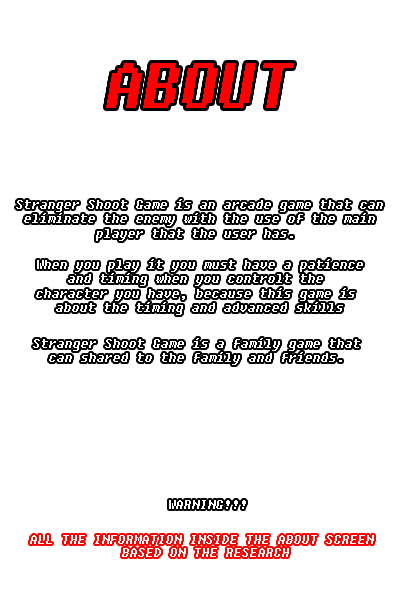 ABOUT
Stranger Shoot Game is an arcade game that can
eliminate the enemy with the use of the main
player that the user has.
When you play it you must have a patience
and timing when you controlt the
character you have, because this game is
about the timing and advanced skills
Stranger Shoot Game is a family game that
can shared to the family and friends.
WARNING!!!
ALL THE INFORMATION INSIDE THE ABOUT SCREEN
BASED ON THE RESEARCH